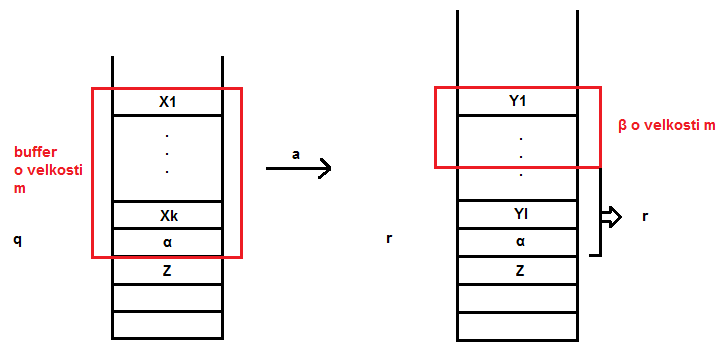 X1
.
.
.
buffer
o velkosti
m
Xk
q
α
Z
a
Y1
.
.
.
β o velkosti m
Yl
r
α
r
Z